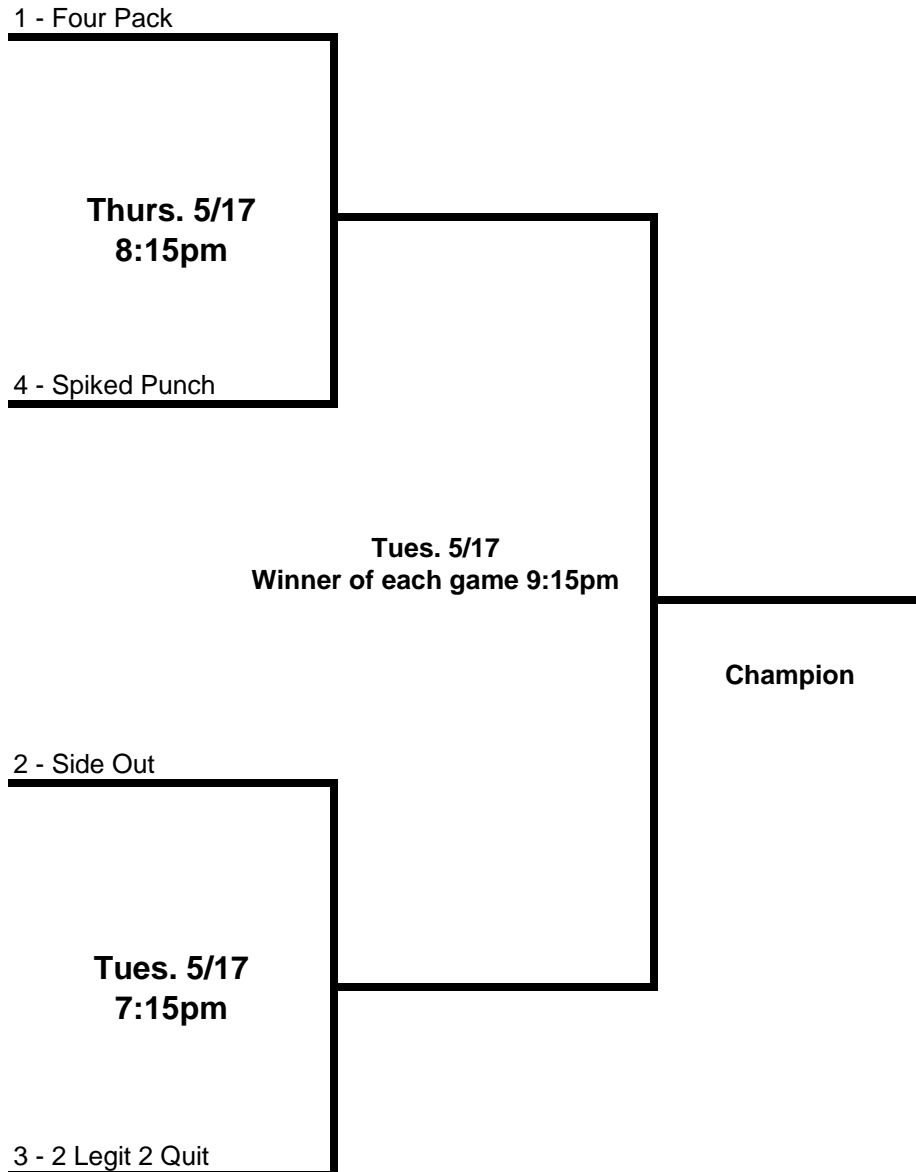 1 - Four Pack
Thurs. 5/17
8:15pm
4 - Spiked Punch
Tues. 5/17
Winner of each game 9:15pm
Champion
2 - Side Out
Tues. 5/17
7:15pm
3 - 2 Legit 2 Quit